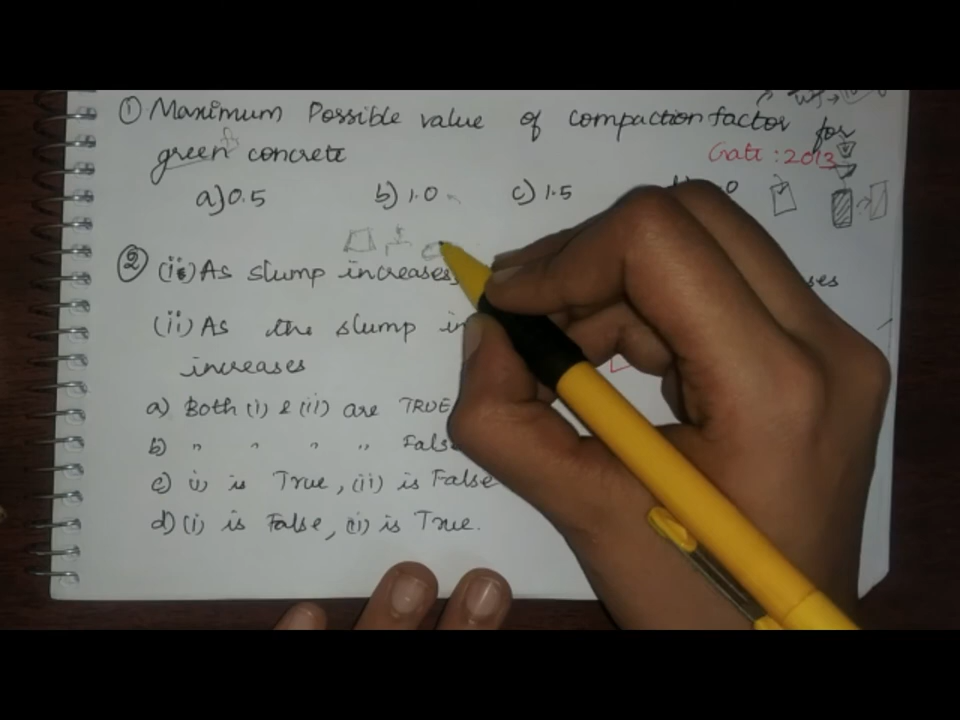 ① Maximum Possible value of compaction factor for
green concrete
Gate : 2013
a) 0.5 b) 1.0 c) 1.5
② (i) As slump increases,
(ii) As the slump in
increases
a) Both (i) & (ii) are TRUE
b) " " " " False
c) (i) is True, (ii) is False
d) (i) is False, (i) is True.